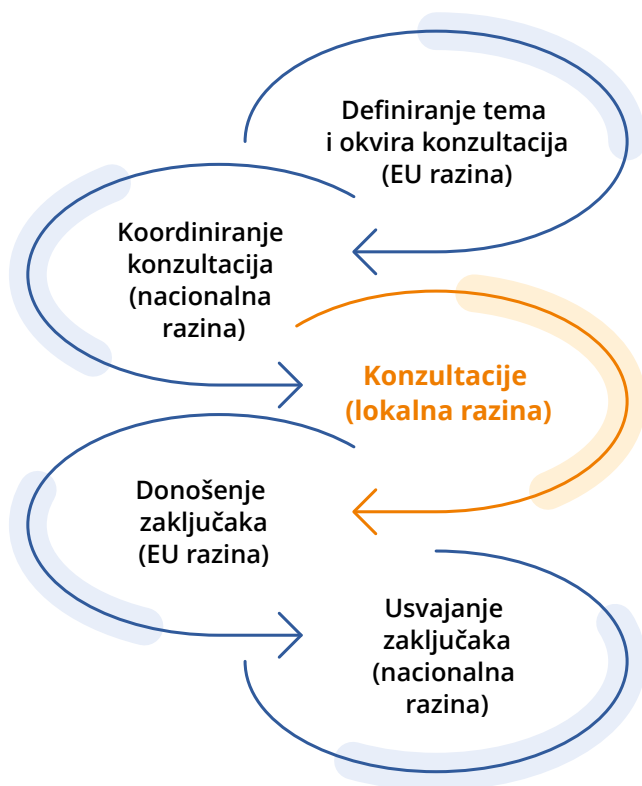 Definiranje tema
i okvira konzultacija
(EU razina)
Koordiniranje
konzultacija
(nacionalna
razina)
Konzultacije
(lokalna razina)
Donošenje
zaključaka
(EU razina)
Usvajanje
zaključaka
(nacionalna
razina)